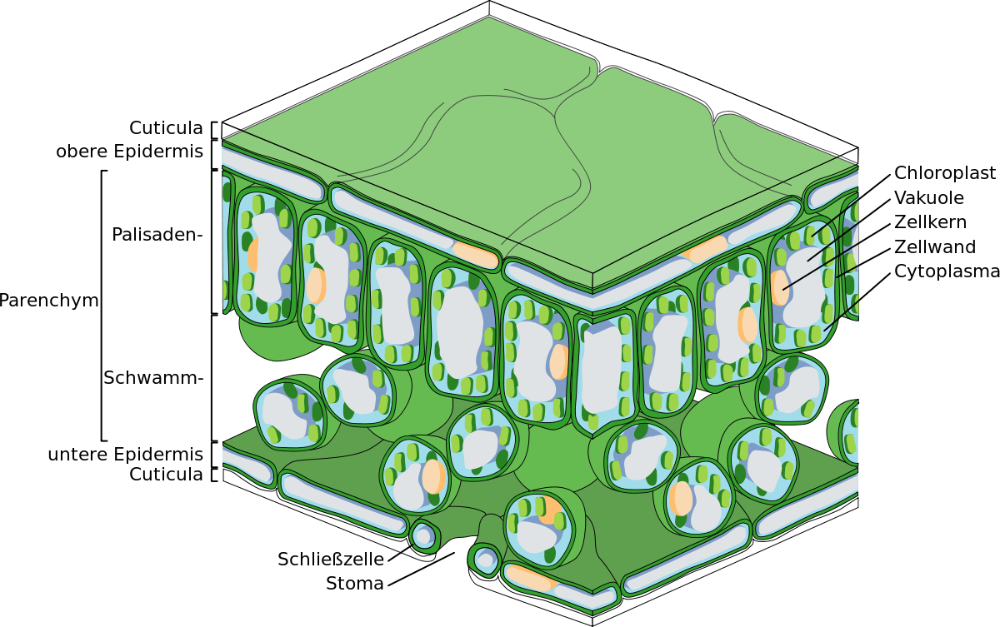 Cuticula
obere Epidermis
Palisaden-
Parenchym
Schwamm-
untere Epidermis
Cuticula
Schließzelle
Stoma
Chloroplast
Vakuole
Zellkern
Zellwand
Cytoplasma